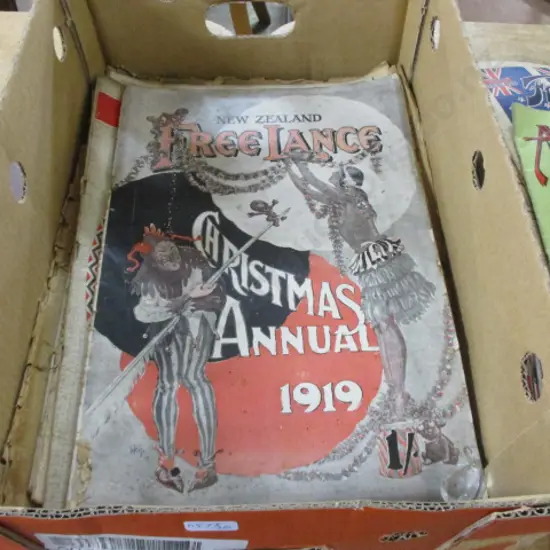 NEW ZEALAND
FREE LANCE
CHRISTMAS
ANNUAL
1919
1/-